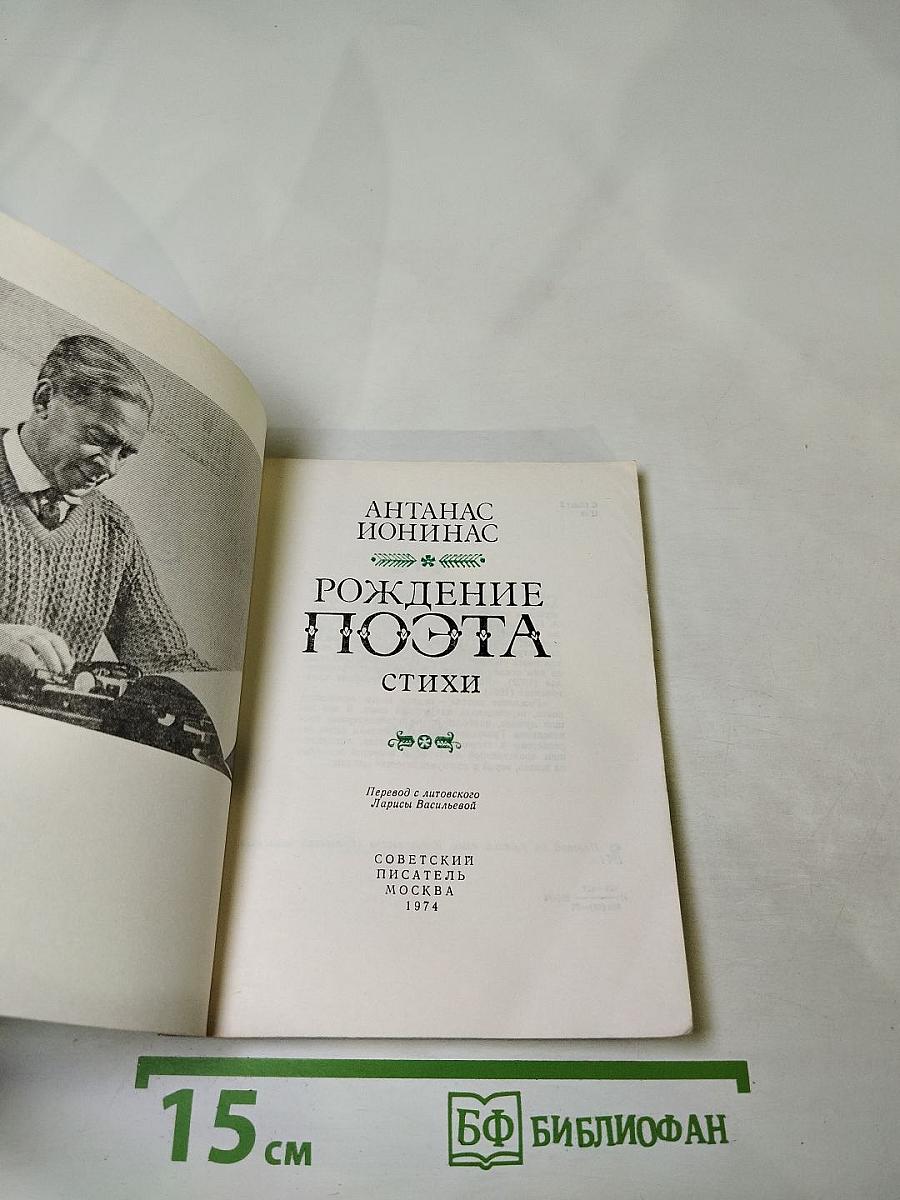 АНТАНАС
ИОНИНАС
РОЖДЕНИЕ
ПОЭТА
СТИХИ
Перевод с литовского
Ларисы Васильевой
СОВЕТСКИЙ
ПИСАТЕЛЬ
МОСКВА
1974
15 см
БФ БИБЛИОФАН